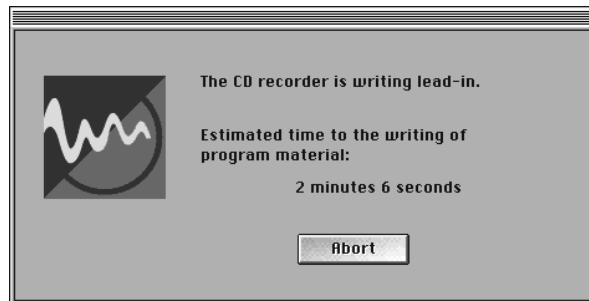 The CD recorder is writing lead-in.
Estimated time to the writing of
program material:
2 minutes 6 seconds
Abort